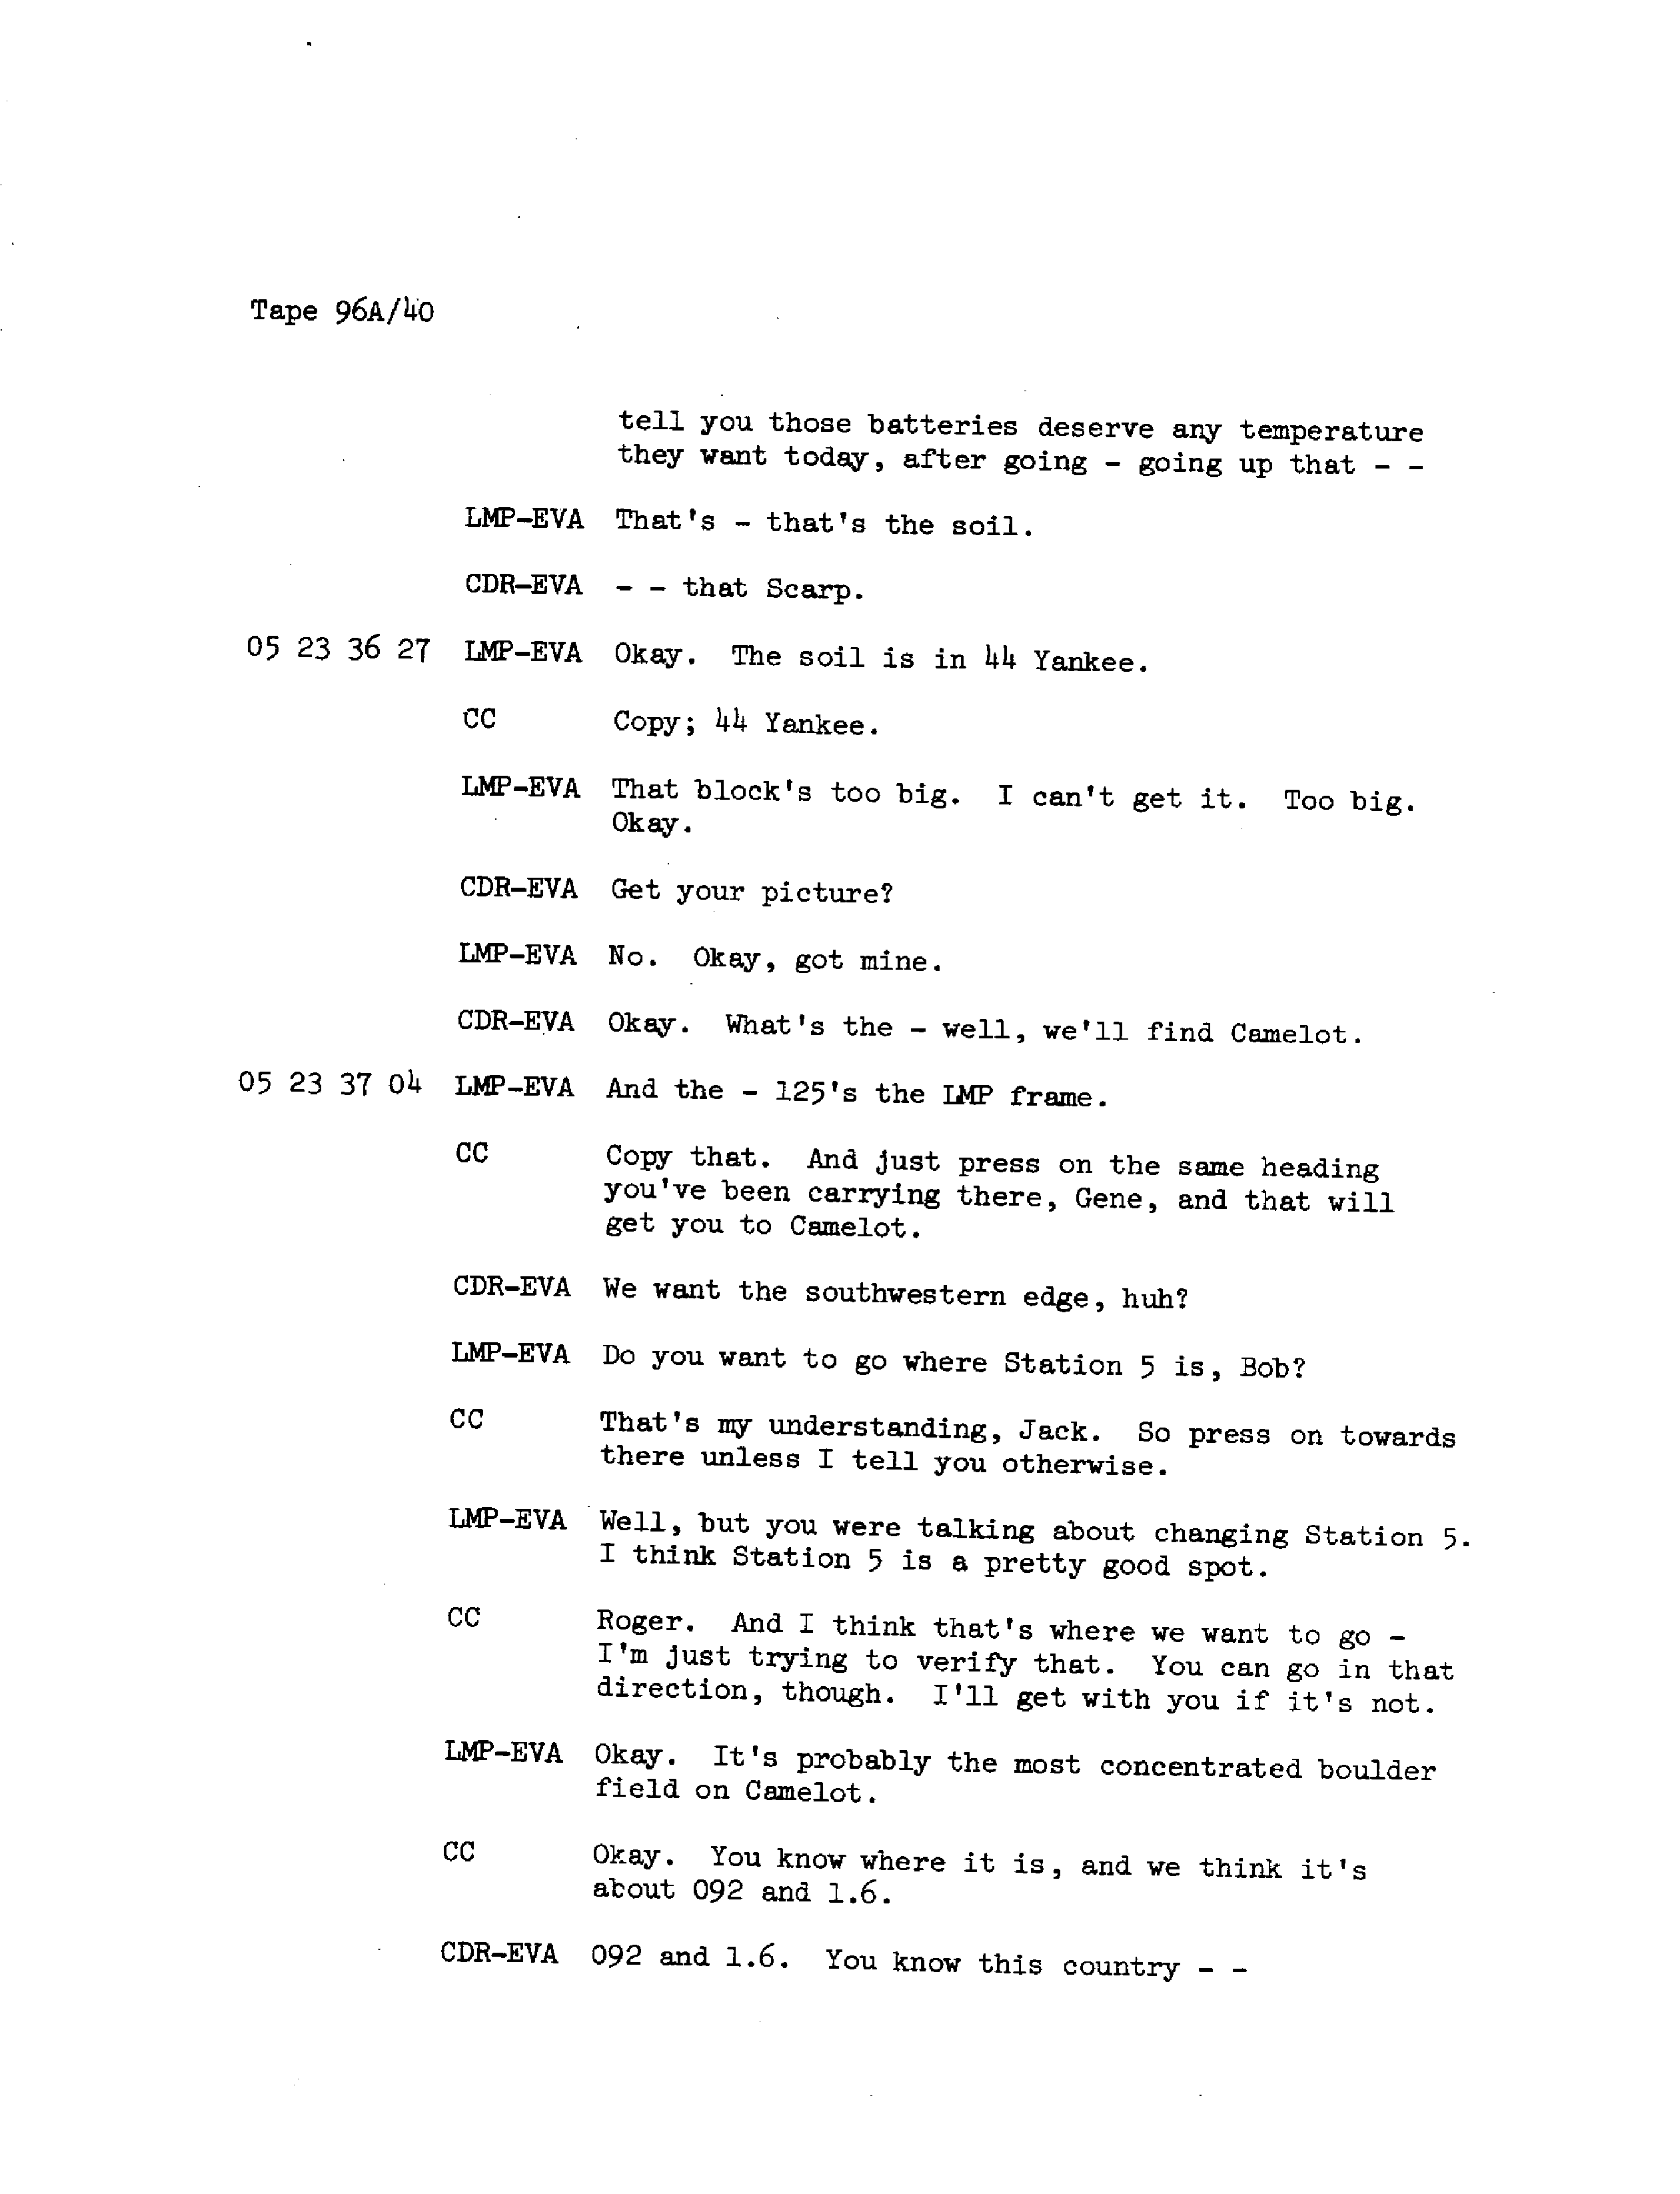 Tape 96A/40
tell you those batteries deserve any temperature
they want today, after going - going up that - -
LMP-EVA That's - that's the soil.
CDR-EVA - - that Scarp.
05 23 36 27 LMP-EVA Okay. The soil is in 44 Yankee.
CC Copy; 44 Yankee.
LMP-EVA That block's too big. I can't get it. Too big.
Okay.
CDR-EVA Get your picture?
LMP-EVA No. Okay, got mine.
CDR-EVA Okay. What's the - well, we'll find Camelot.
05 23 37 04 LMP-EVA And the - 125's the LMP frame.
CC Copy that. And just press on the same heading
you've been carrying there, Gene, and that will
get you to Camelot.
CDR-EVA We want the southwestern edge, huh?
LMP-EVA Do you want to go where Station 5 is, Bob?
CC That's my understanding, Jack. So press on towards
there unless I tell you otherwise.
LMP-EVA Well, but you were talking about changing Station 5.
I think Station 5 is a pretty good spot.
CC Roger. And I think that's where we want to go -
I'm just trying to verify that. You can go in that
direction, though. I'll get with you if it's not.
LMP-EVA Okay. It's probably the most concentrated boulder
field on Camelot.
CC Okay. You know where it is, and we think it's
about 092 and 1.6.
CDR-EVA 092 and 1.6. You know this country - -